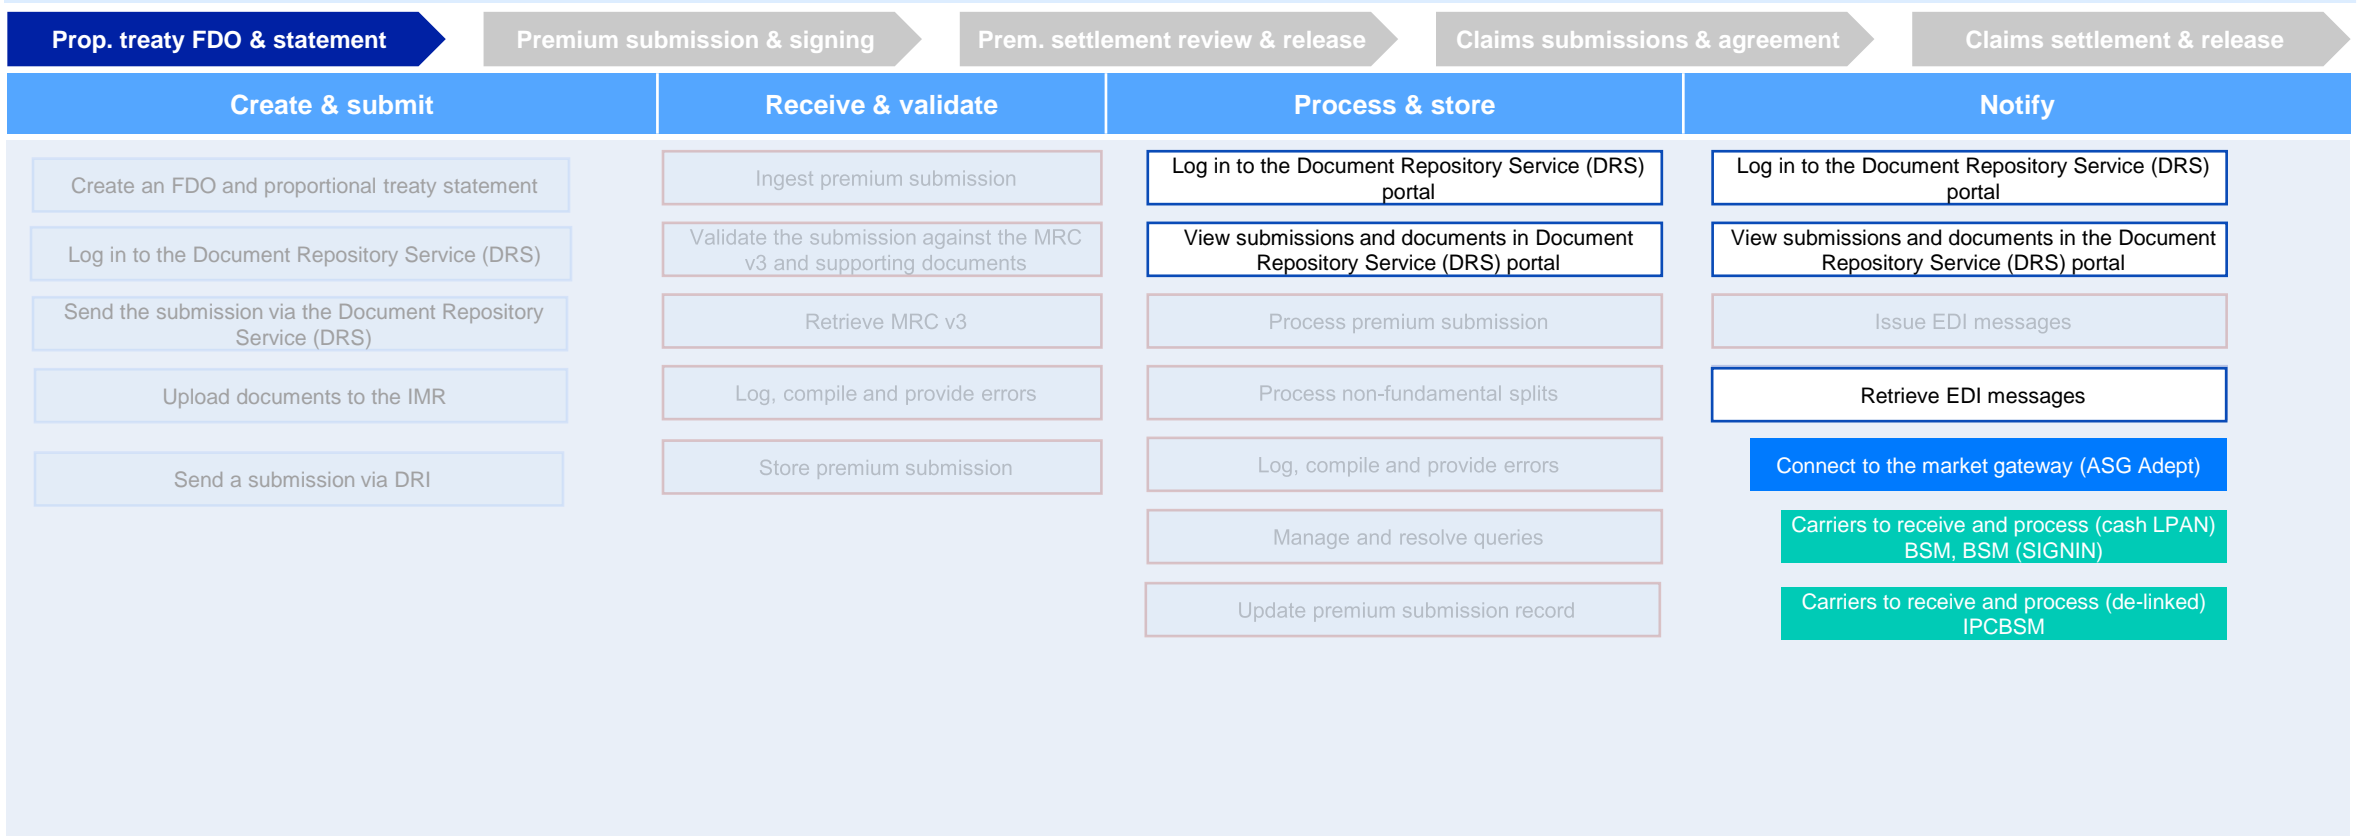 Prop. treaty FDO & statement
Premium submission & signing
Prem. settlement review & release
Claims submissions & agreement
Claims settlement & release
Create & submit
Receive & validate
Process & store
Notify
Create an FDO and proportional treaty statement
Log in to the Document Repository Service (DRS)
Send the submission via the Document Repository
Service (DRS)
Upload documents to the IMR
Send a submission via DRI
Ingest premium submission
Validate the submission against the MRC
v3 and supporting documents
Retrieve MRC v3
Log, compile and provide errors
Store premium submission
Log in to the Document Repository Service (DRS)
portal
View submissions and documents in Document
Repository Service (DRS) portal
Process premium submission
Process non-fundamental splits
Log, compile and provide errors
Manage and resolve queries
Update premium submission record
Log in to the Document Repository Service (DRS)
portal
View submissions and documents in the Document
Repository Service (DRS) portal
Issue EDI messages
Retrieve EDI messages
Connect to the market gateway (ASG Adept)
Carriers to receive and process (cash LPAN)
BSM, BSM (SIGNIN)
Carriers to receive and process (de-linked)
IPCBSM